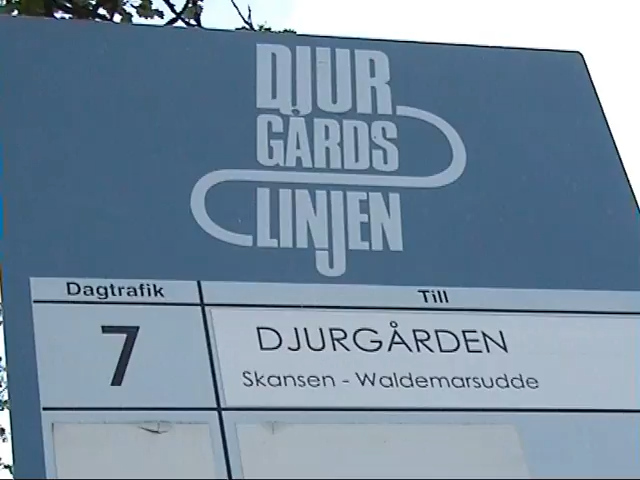 DJUR
GÅRDS
LINJEN
Dagtrafik Till
7 DJURGÅRDEN
Skansen - Waldemarsudde